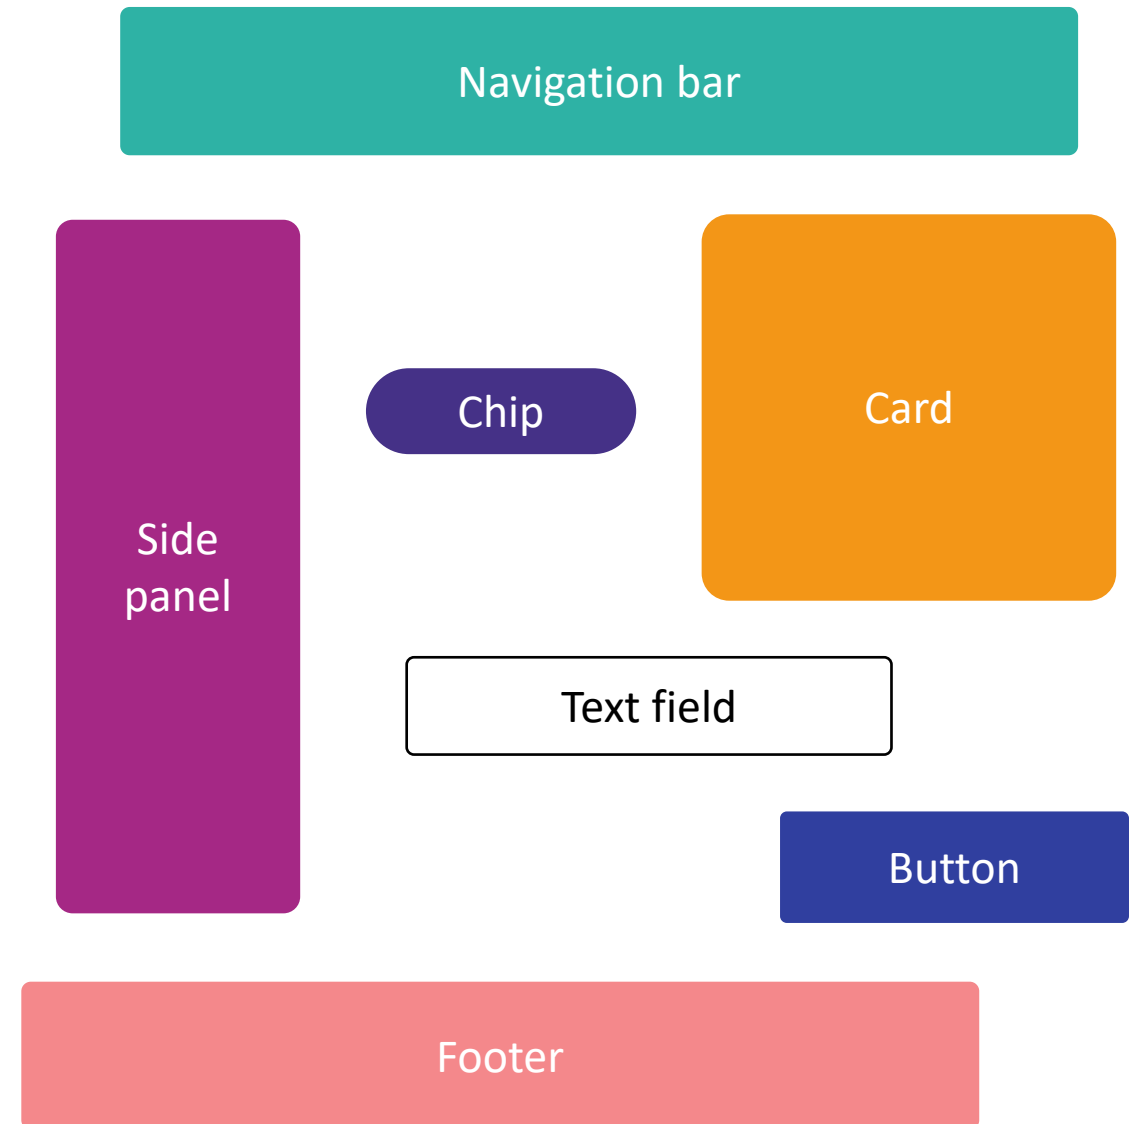 Navigation bar
Chip
Card
Side
panel
Text field
Button
Footer